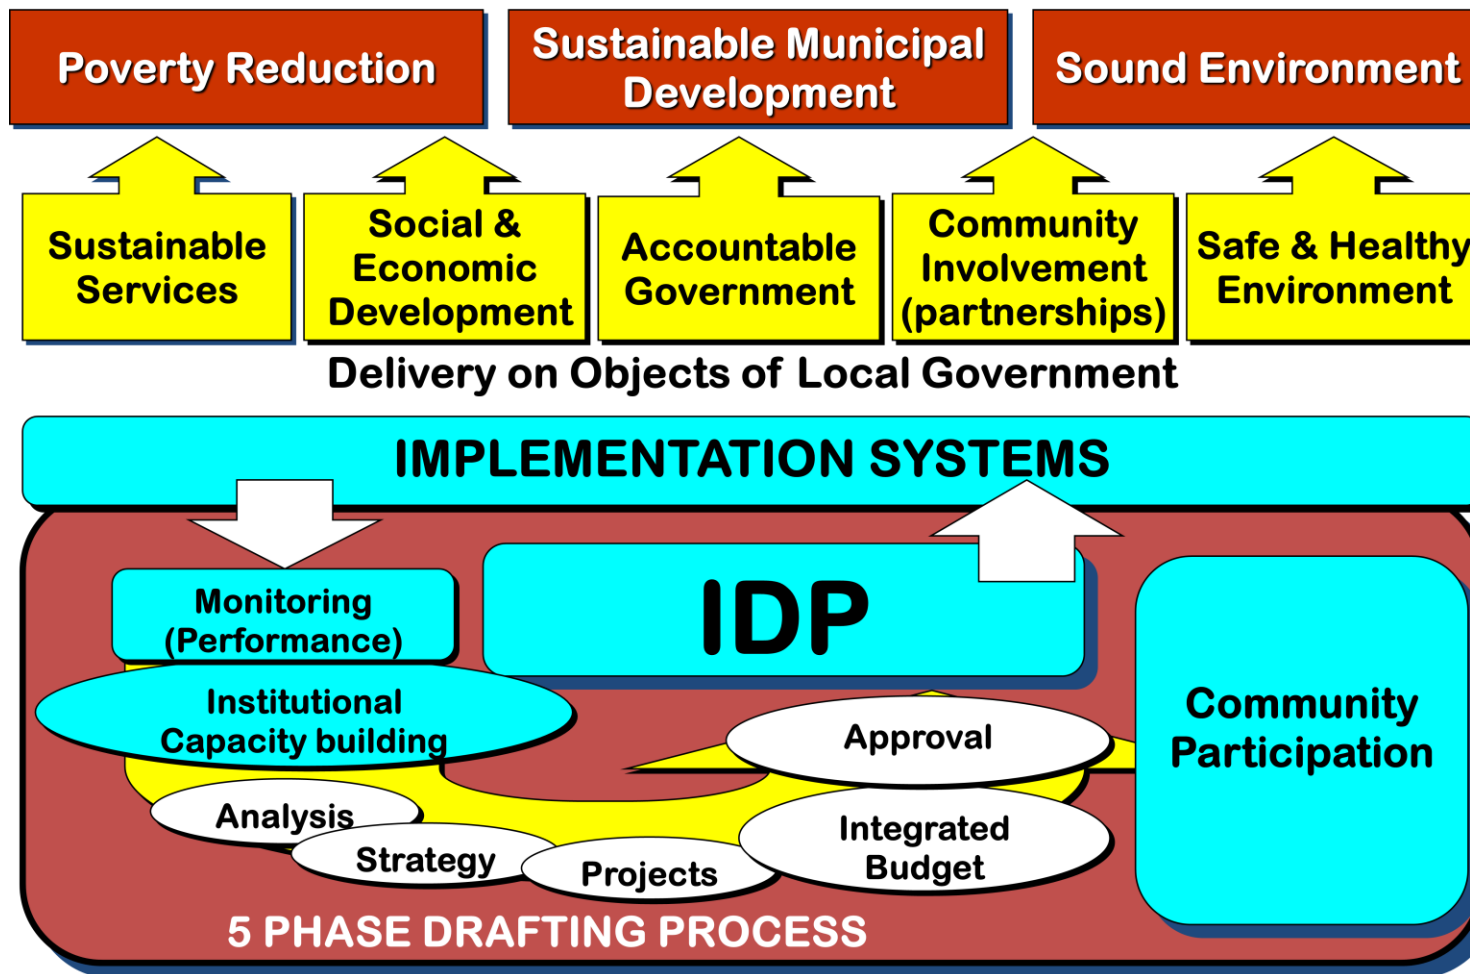 Poverty Reduction
Sustainable Municipal
Development
Sound Environment
Sustainable
Services
Social &
Economic
Development
Accountable
Government
Community
Involvement
(partnerships)
Safe & Healthy
Environment
Delivery on Objects of Local Government
IMPLEMENTATION SYSTEMS
Monitoring
(Performance)
IDP
Institutional
Capacity building
Community
Participation
Approval
Analysis
Strategy
Projects
Integrated
Budget
5 PHASE DRAFTING PROCESS